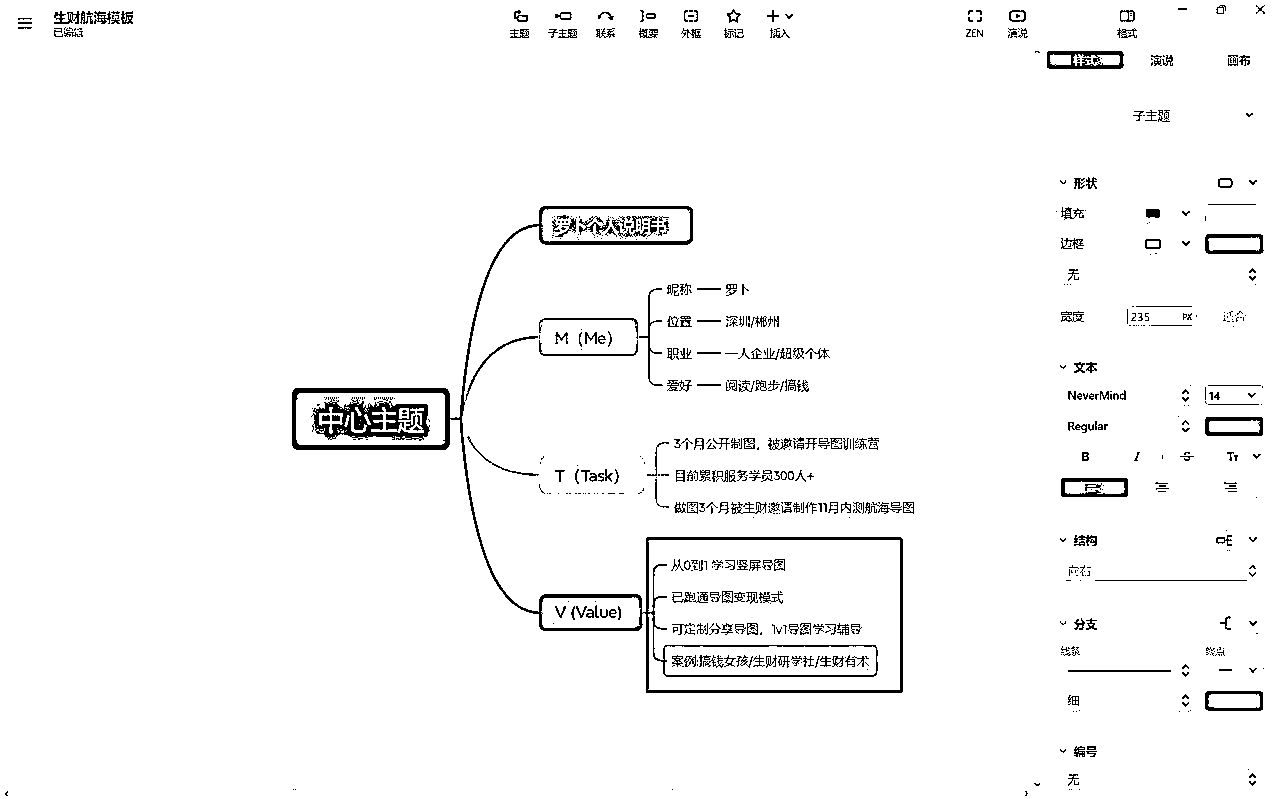 生财航海模板
已编辑
主题 子主题 联系 概要 外框 标记 插入 ZEN 演说 格式
样式 演说 画布
子主题
形状
填充
边框
无
宽度 235 PX 适合
文本
NeverMind 14
Regular
B I S Tт
结构
向右
分支
线条 终点
细
编号
无
中心主题
萝卜个人说明书
M（Me）
昵称 罗卜
位置 深圳/郴州
职业 一人企业/超级个体
爱好 阅读/跑步/搞钱
T（Task）
3个月公开制图，被邀请开导图训练营
目前累积服务学员300人+
做图3个月被生财邀请制作11月内测航海导图
V (Value)
从0到1 学习竖屏导图
已跑通导图变现模式
可定制分享导图，1v1导图学习辅导
案例:搞钱女孩/生财研学社/生财有术